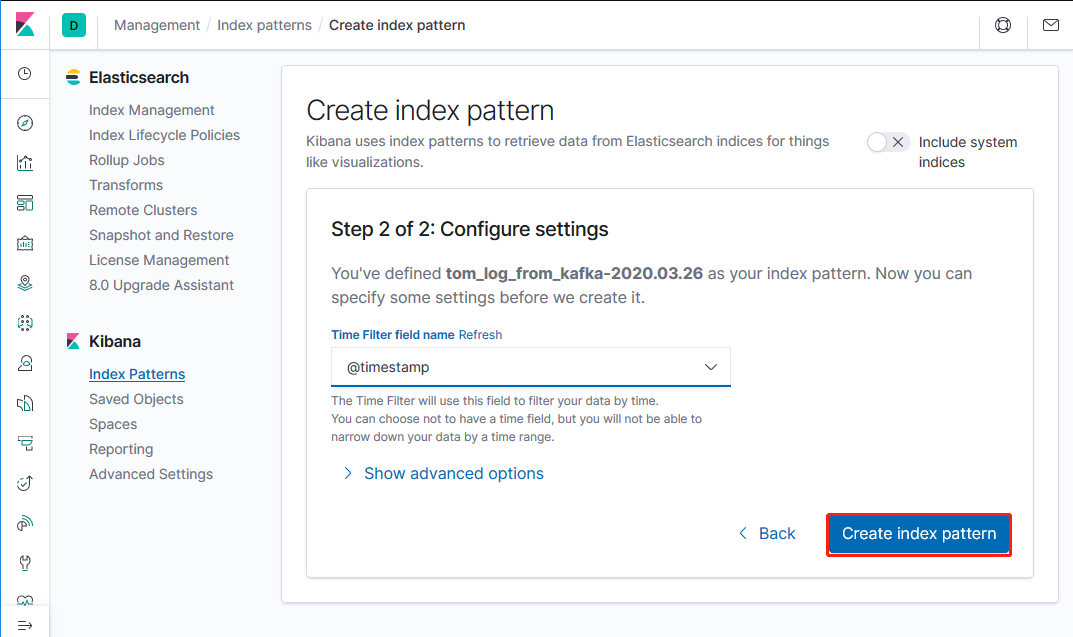 D
Management / Index patterns / Create index pattern
Elasticsearch
Index Management
Index Lifecycle Policies
Rollup Jobs
Transforms
Remote Clusters
Snapshot and Restore
License Management
8.0 Upgrade Assistant
Kibana
Index Patterns
Saved Objects
Spaces
Reporting
Advanced Settings
Create index pattern
Kibana uses index patterns to retrieve data from Elasticsearch indices for things
like visualizations.
Include system
indices
Step 2 of 2: Configure settings
You've defined tom_log_from_kafka-2020.03.26 as your index pattern. Now you can
specify some settings before we create it.
Time Filter field name Refresh
@timestamp
The Time Filter will use this field to filter your data by time.
You can choose not to have a time field, but you will not be able to
narrow down your data by a time range.
Show advanced options
Back
Create index pattern